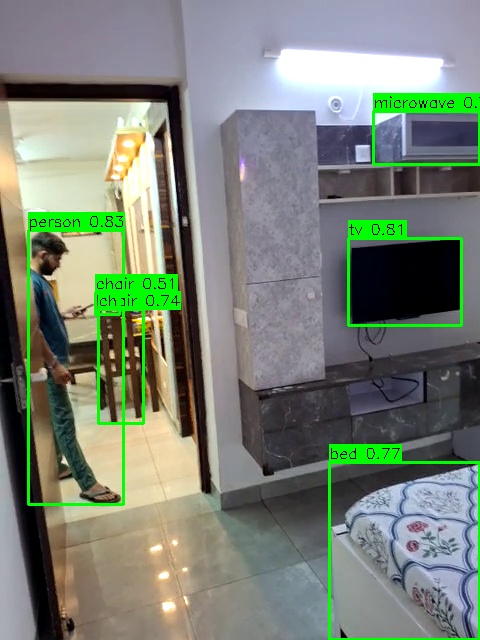 microwave 0.
person 0.83
tv 0.81
chair 0.51
chair 0.74
bed 0.77